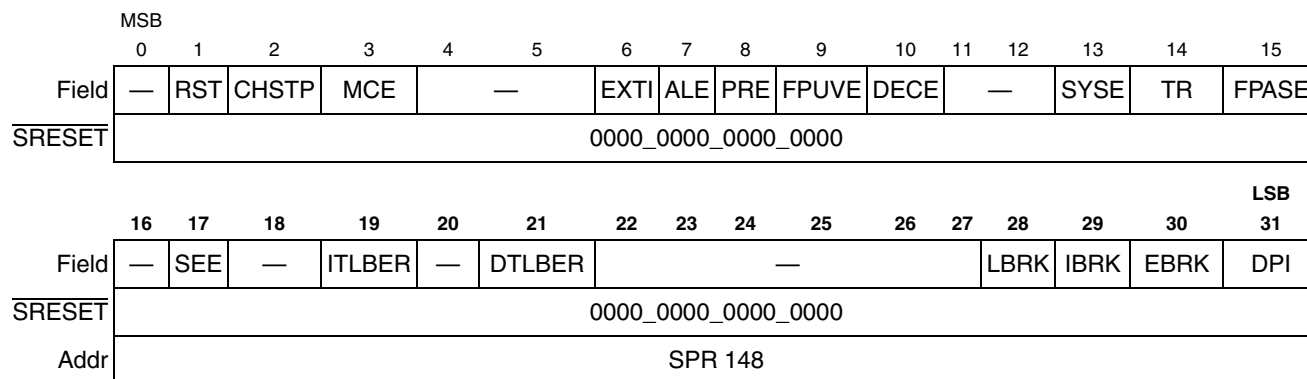 MSB
0 1 2 3 4 5 6 7 8 9 10 11 12 13 14 15
Field — RST CHSTP MCE — EXTI ALE PRE FPUVE DECE — SYSE TR FPASE
SRESET 0000_0000_0000_0000
LSB
16 17 18 19 20 21 22 23 24 25 26 27 28 29 30 31
Field — SEE — ITLBER — DTLBER — LBRK IBRK EBRK DPI
SRESET 0000_0000_0000_0000
Addr SPR 148